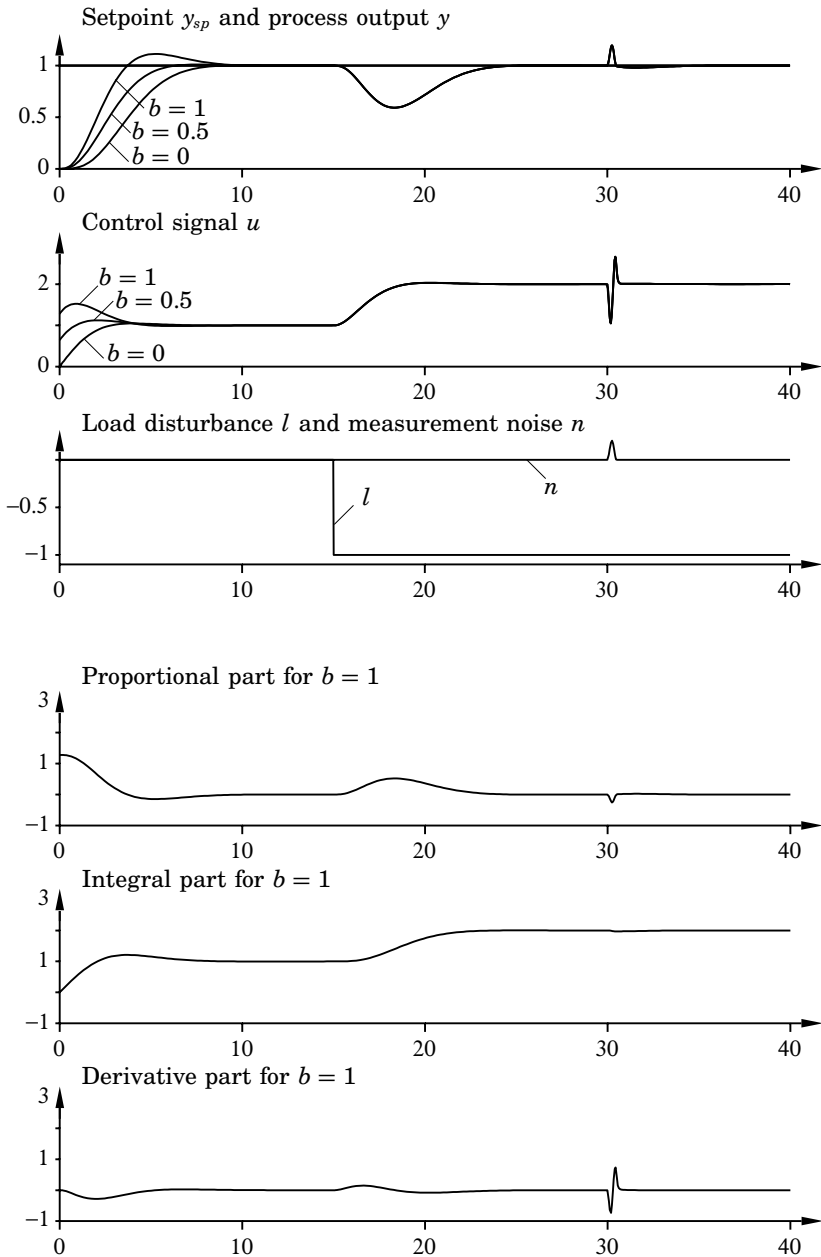 Setpoint y_sp and process output y
1
0.5
0
b = 1
b = 0.5
b = 0
0 10 20 30 40
Control signal u
2
0
b = 1
b = 0.5
b = 0
0 10 20 30 40
Load disturbance l and measurement noise n
−0.5
−1
l
n
0 10 20 30 40
Proportional part for b = 1
3
1
−1
0 10 20 30 40
Integral part for b = 1
3
1
−1
0 10 20 30 40
Derivative part for b = 1
3
1
−1
0 10 20 30 40